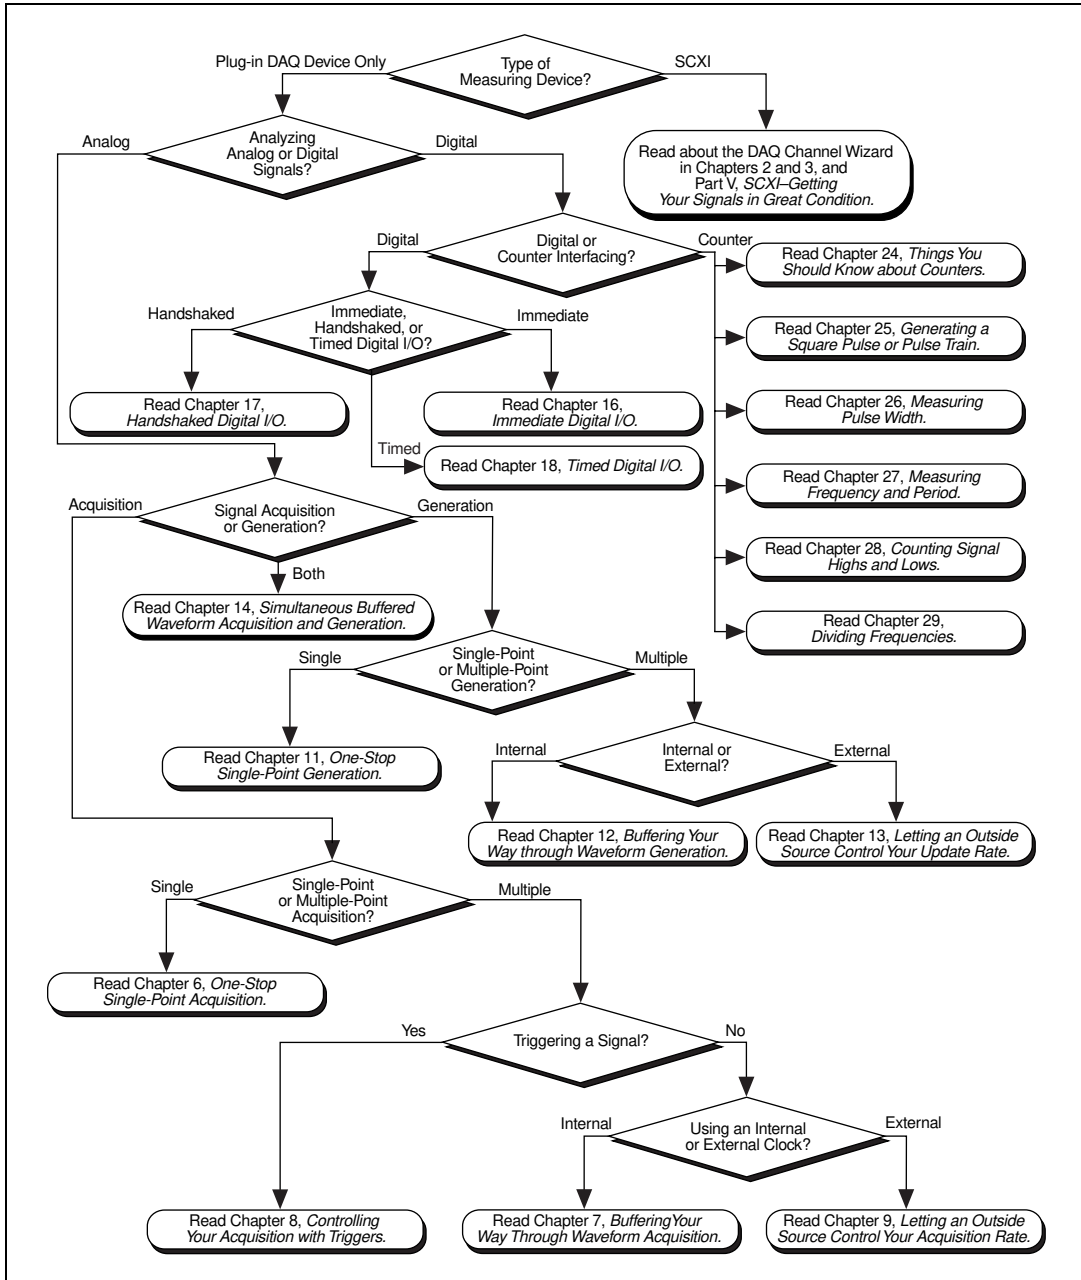 Plug-in DAQ Device Only
Type of
Measuring Device?
SCXI
Analog
Analyzing
Analog or Digital
Signals?
Digital
Read about the DAQ Channel Wizard
in Chapters 2 and 3, and
Part V, SCXI–Getting
Your Signals in Great Condition.
Digital
Digital or
Counter Interfacing?
Counter
Read Chapter 24, Things You
Should Know about Counters.
Handshaked
Immediate,
Handshaked, or
Timed Digital I/O?
Immediate
Read Chapter 25, Generating a
Square Pulse or Pulse Train.
Read Chapter 17,
Handshaked Digital I/O.
Read Chapter 16,
Immediate Digital I/O.
Read Chapter 26, Measuring
Pulse Width.
Timed
Read Chapter 18, Timed Digital I/O.
Read Chapter 27, Measuring
Frequency and Period.
Acquisition
Signal Acquisition
or Generation?
Generation
Both
Read Chapter 28, Counting Signal
Highs and Lows.
Read Chapter 14, Simultaneous Buffered
Waveform Acquisition and Generation.
Read Chapter 29,
Dividing Frequencies.
Single
Single-Point
or Multiple-Point
Generation?
Multiple
Read Chapter 11, One-Stop
Single-Point Generation.
Internal
Internal or
External?
External
Read Chapter 12, Buffering Your
Way through Waveform Generation.
Read Chapter 13, Letting an Outside
Source Control Your Update Rate.
Single
Single-Point
or Multiple-Point
Acquisition?
Multiple
Read Chapter 6, One-Stop
Single-Point Acquisition.
Yes
Triggering a Signal?
No
Internal
Using an Internal
or External Clock?
External
Read Chapter 8, Controlling
Your Acquisition with Triggers.
Read Chapter 7, Buffering Your
Way Through Waveform Acquisition.
Read Chapter 9, Letting an Outside
Source Control Your Acquisition Rate.